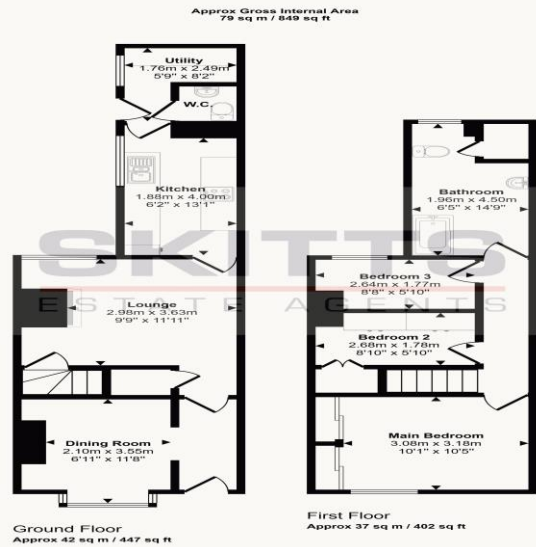 Approx Gross Internal Area
79 sq m / 849 sq ft
Utility
1.76m x 2.49m
5'9" x 8'2"
W.C.
Kitchen
1.88m x 4.00m
6'2" x 13'1"
Bathroom
1.96m x 4.50m
6'5" x 14'9"
SKITTS
ESTATE AGENTS
Lounge
2.98m x 3.63m
9'9" x 11'11"
Bedroom 3
2.64m x 1.77m
8'8" x 5'10"
Bedroom 2
2.68m x 1.78m
8'10" x 5'10"
Dining Room
2.10m x 3.55m
6'11" x 11'8"
Main Bedroom
3.08m x 3.18m
10'1" x 10'5"
Ground Floor
Approx 42 sq m / 447 sq ft
First Floor
Approx 37 sq m / 402 sq ft